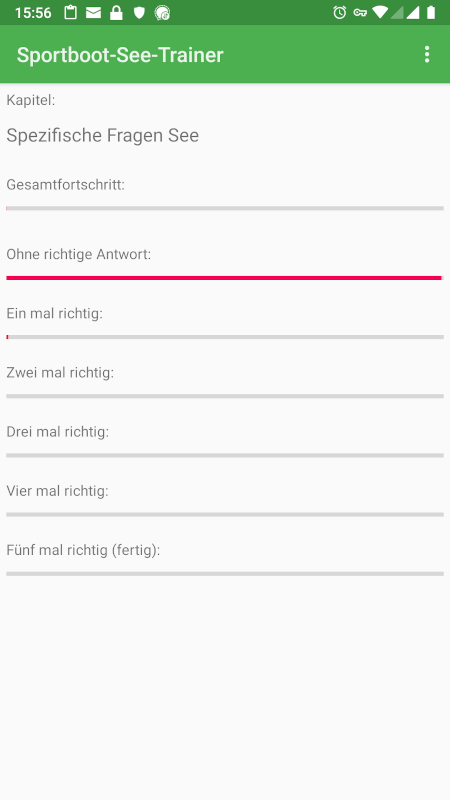 15:56
Sportboot-See-Trainer
Kapitel:
Spezifische Fragen See
Gesamtfortschritt:
Ohne richtige Antwort:
Ein mal richtig:
Zwei mal richtig:
Drei mal richtig:
Vier mal richtig:
Fünf mal richtig (fertig):